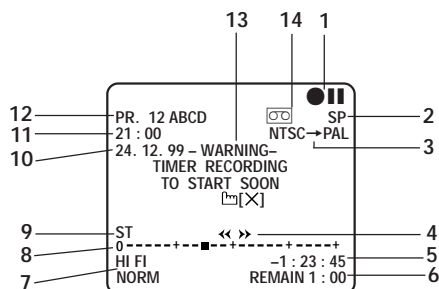 13 14 1
12 PR. 12 ABCD SP 2
11 21 : 00 NTSC→PAL 3
10 24. 12. 99 – WARNING–
TIMER RECORDING
TO START SOON
[X]
9 ST 4
8 0 – – – – + – – ■ – – + – – – – + – – – – + 5
7 HI FI –1 : 23 : 45
NORM REMAIN 1 : 00 6